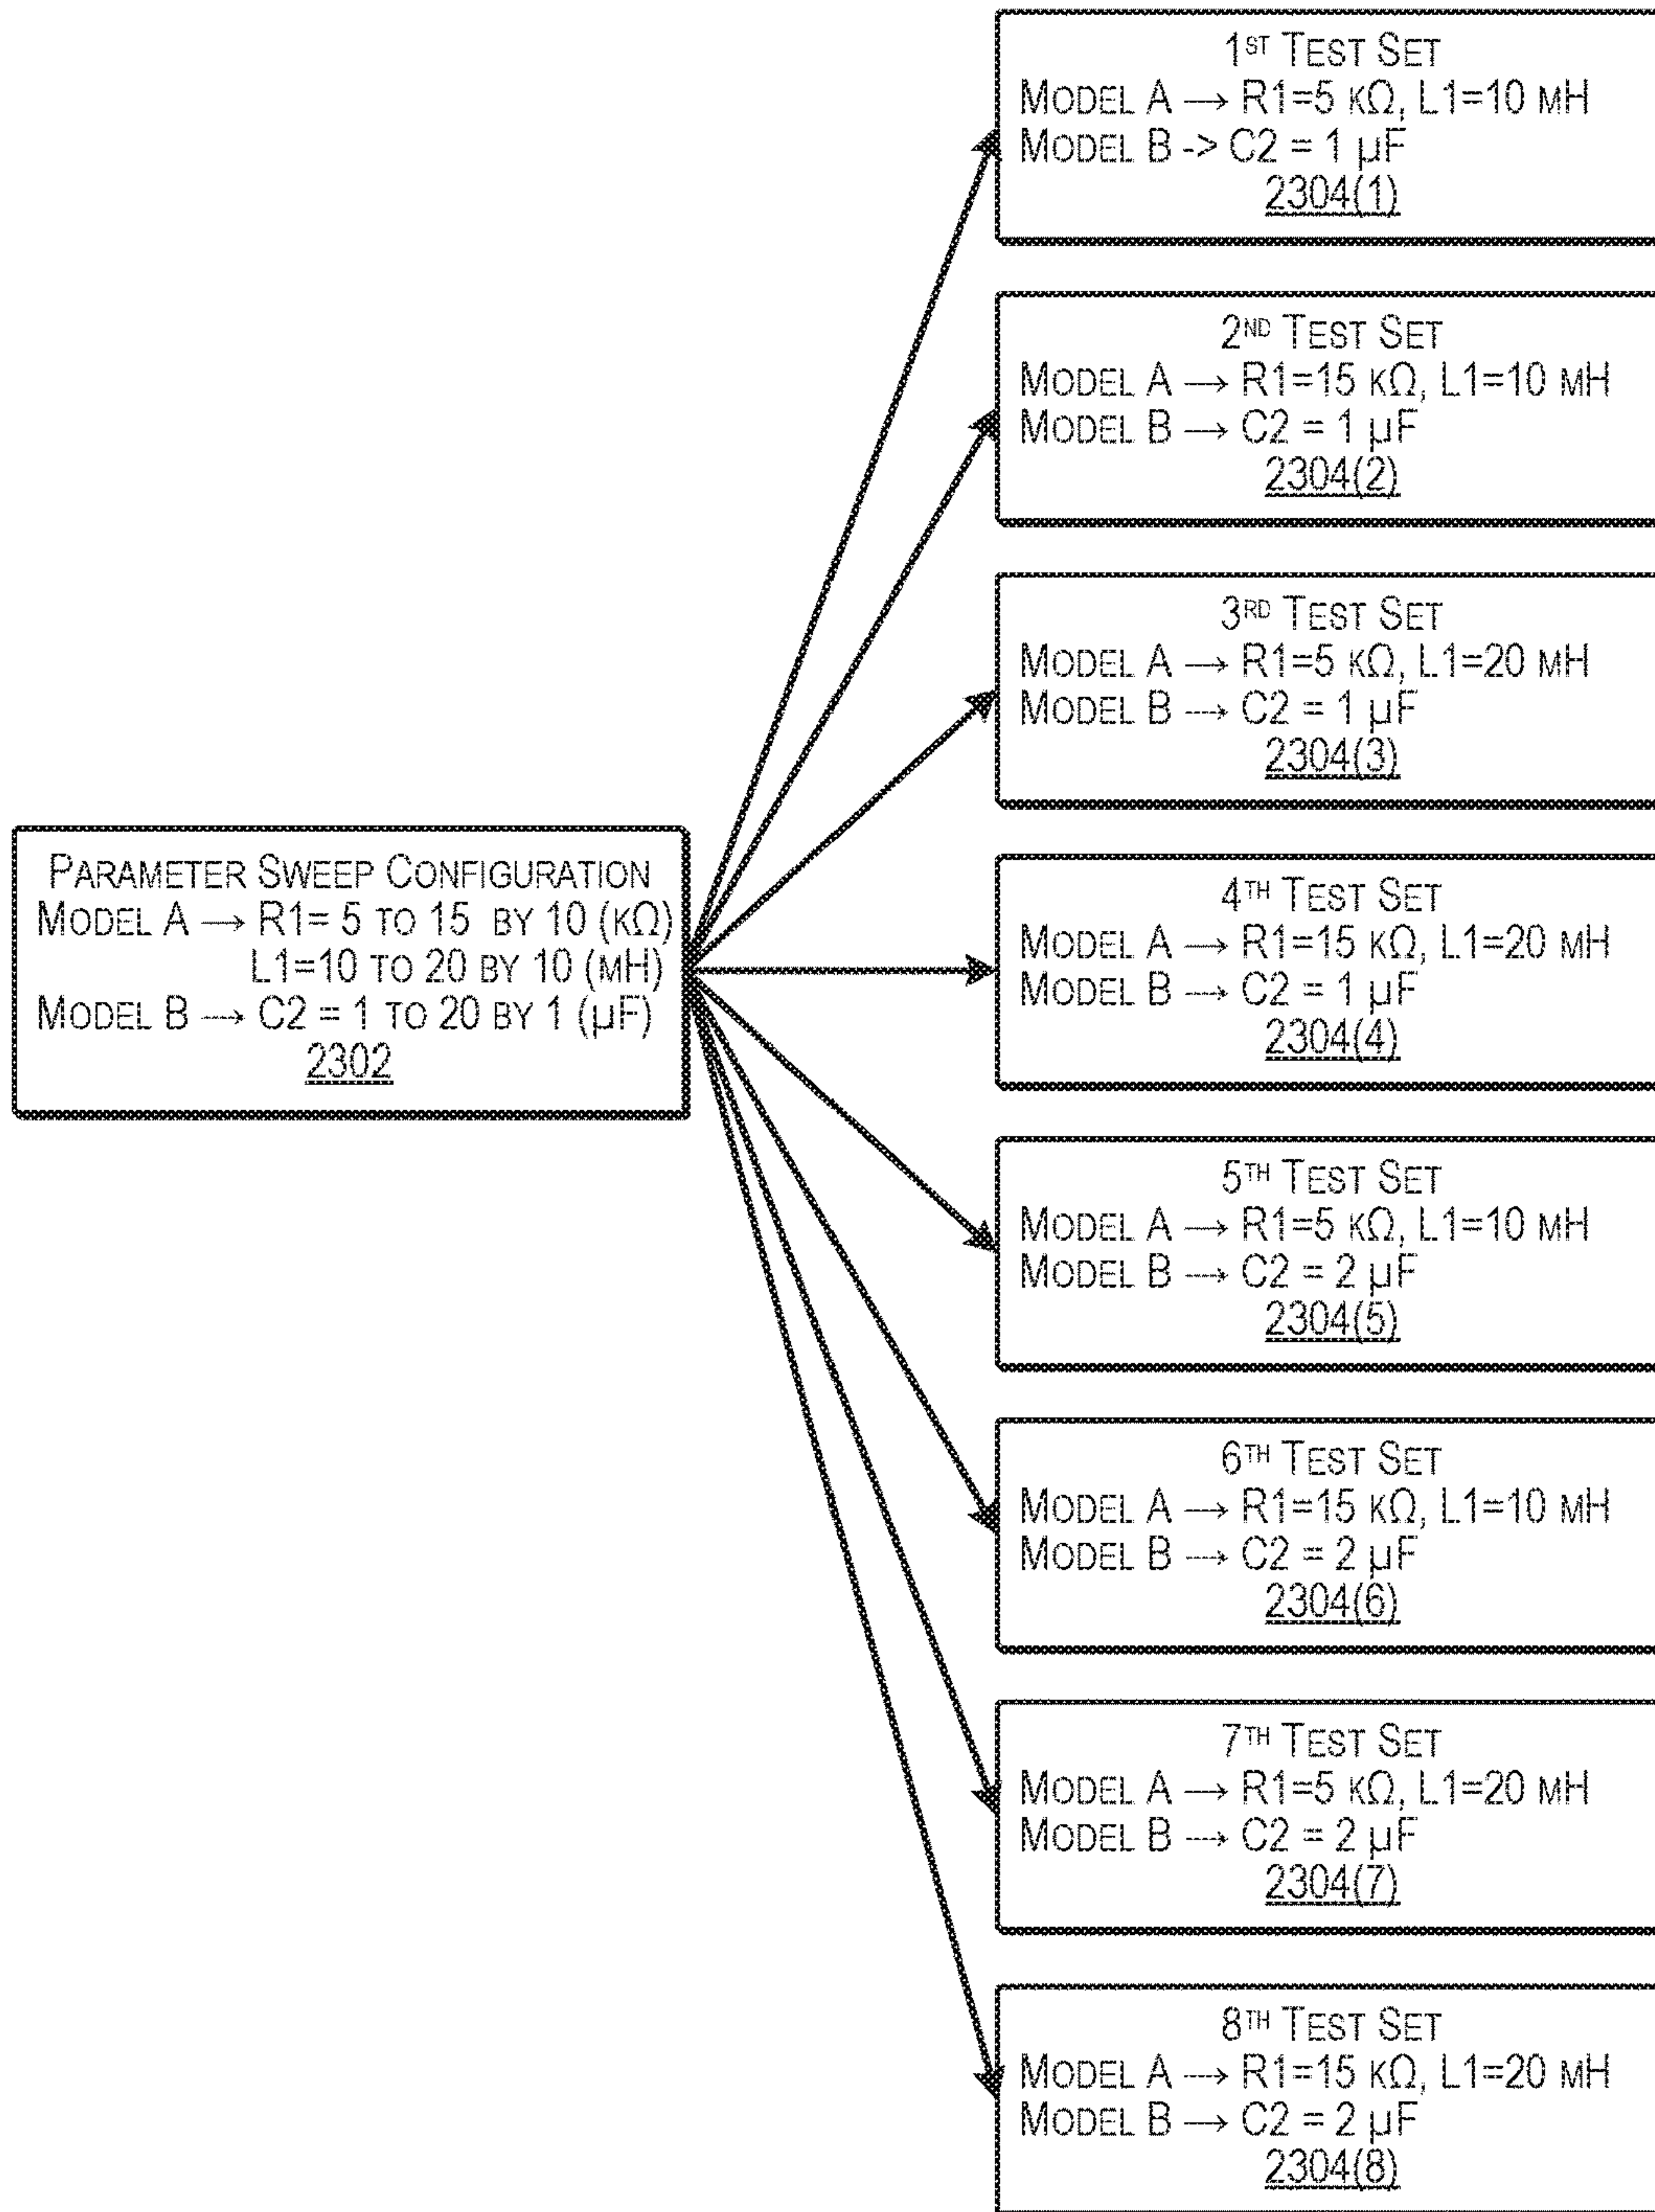 PARAMETER SWEEP CONFIGURATION
MODEL A → R1= 5 TO 15 BY 10 (KΩ)
L1=10 TO 20 BY 10 (MH)
MODEL B → C2 = 1 TO 20 BY 1 (µF)
2302
1ST TEST SET
MODEL A → R1=5 KΩ, L1=10 MH
MODEL B -> C2 = 1 µF
2304(1)
2ND TEST SET
MODEL A → R1=15 KΩ, L1=10 MH
MODEL B → C2 = 1 µF
2304(2)
3RD TEST SET
MODEL A → R1=5 KΩ, L1=20 MH
MODEL B → C2 = 1 µF
2304(3)
4TH TEST SET
MODEL A → R1=15 KΩ, L1=20 MH
MODEL B → C2 = 1 µF
2304(4)
5TH TEST SET
MODEL A → R1=5 KΩ, L1=10 MH
MODEL B → C2 = 2 µF
2304(5)
6TH TEST SET
MODEL A → R1=15 KΩ, L1=10 MH
MODEL B → C2 = 2 µF
2304(6)
7TH TEST SET
MODEL A → R1=5 KΩ, L1=20 MH
MODEL B → C2 = 2 µF
2304(7)
8TH TEST SET
MODEL A → R1=15 KΩ, L1=20 MH
MODEL B → C2 = 2 µF
2304(8)